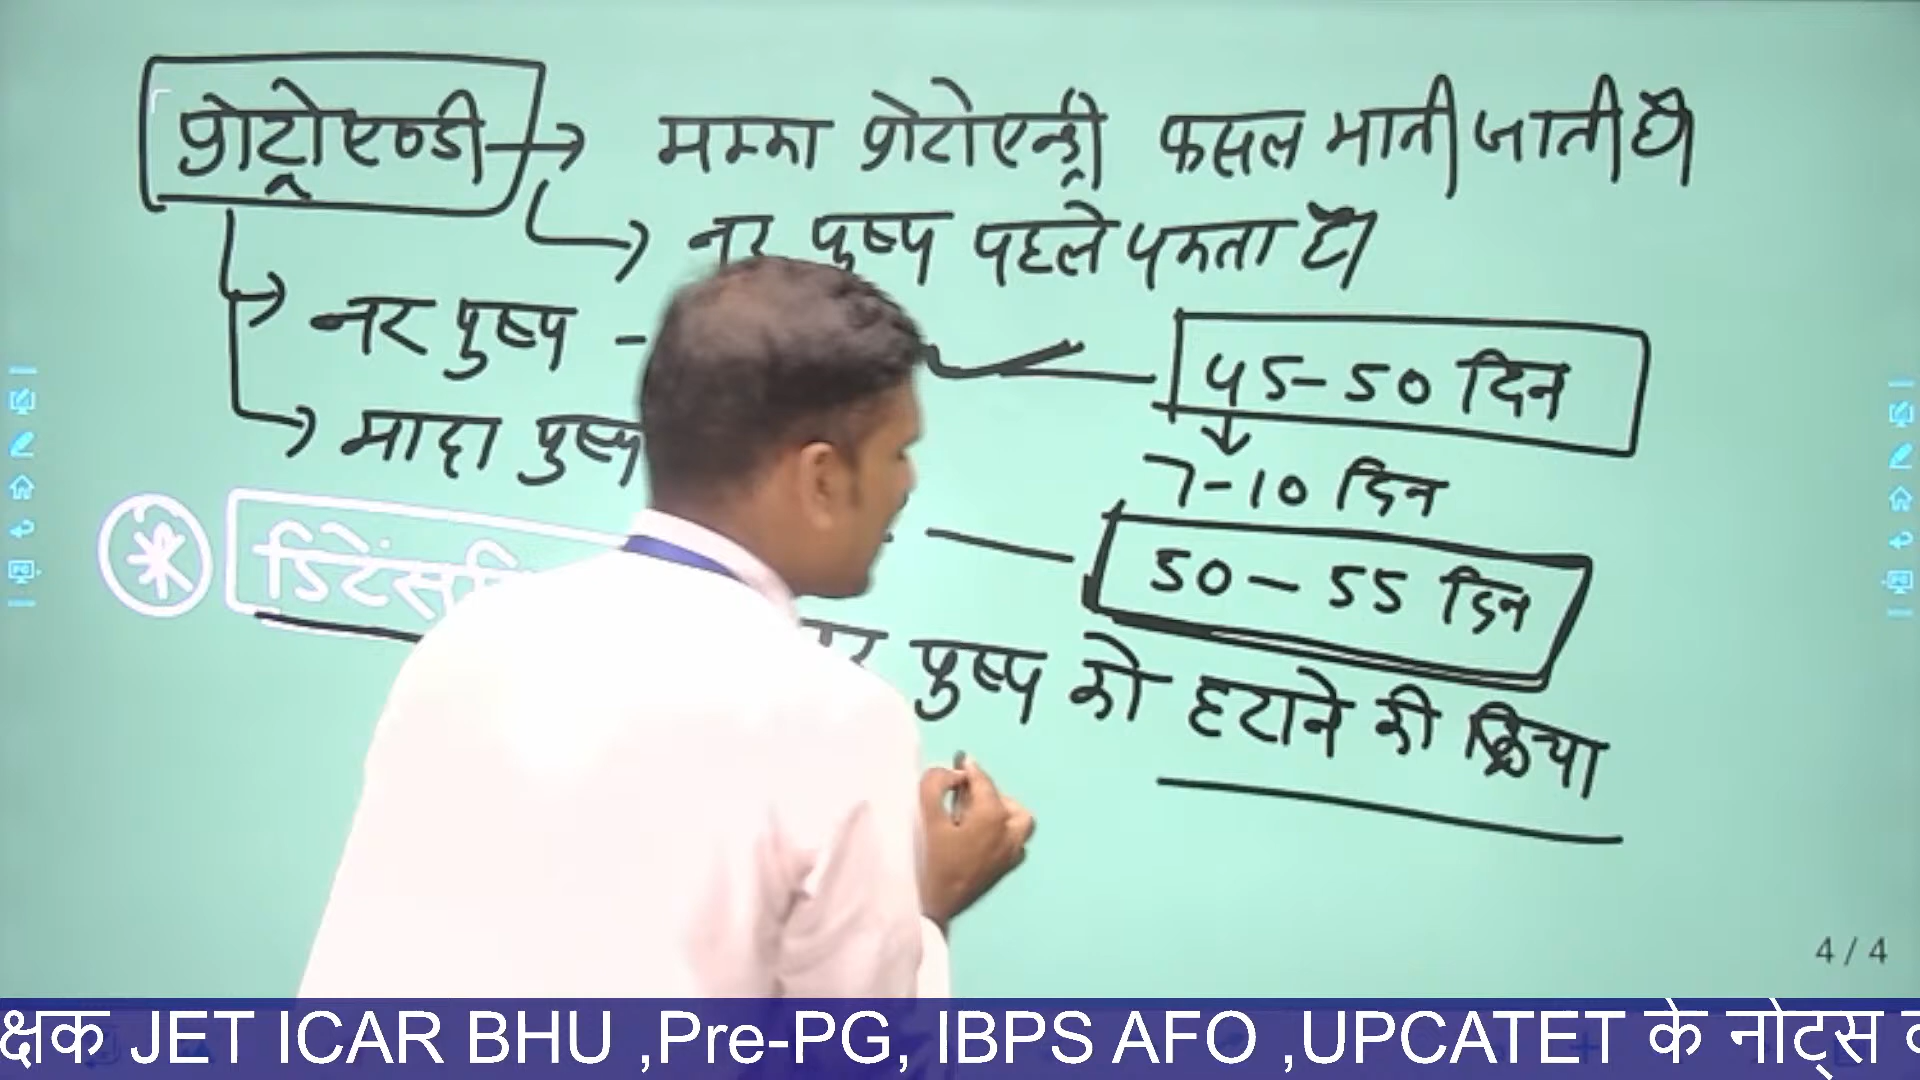 प्रोट्रोएण्डी → मक्का प्रोटोएन्ड्री फसल मानी जाती है।
→ नर पुष्प पहले पकता है।
→ नर पुष्प - 45-50 दिन
↓
7-10 दिन
→ माद्दा पुष्प
50 - 55 दिन
* डिटेंस
पुष्प को हटाने की क्रिया
4 / 4
क्षक JET ICAR BHU ,Pre-PG, IBPS AFO ,UPCATET के नोट्स